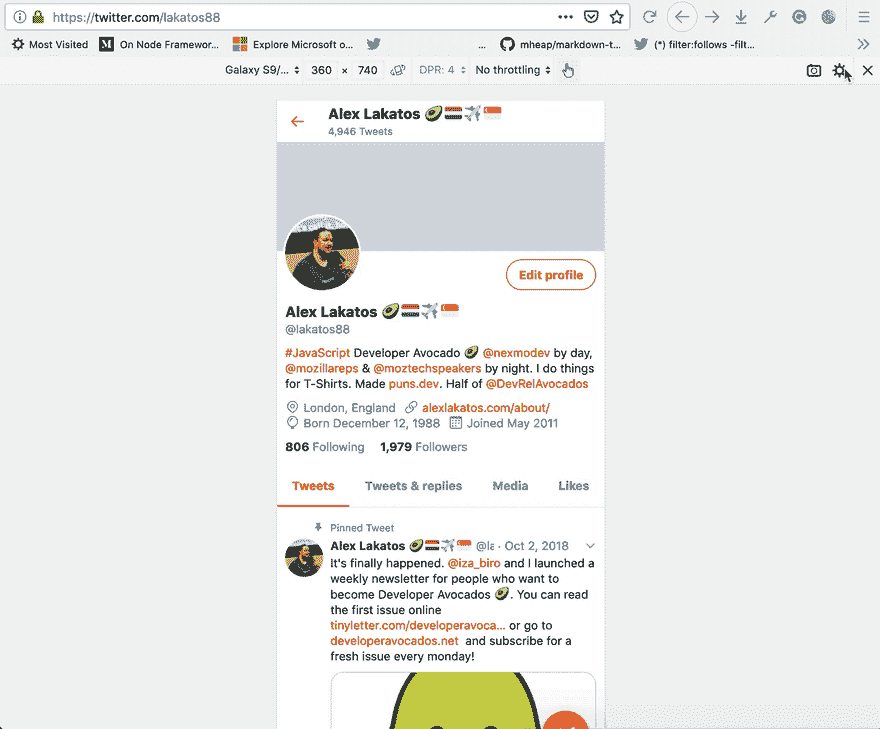 https://twitter.com/lakatos88
Most Visited M On Node Framewor... Explore Microsoft o... ... mheap/markdown-t... (*) filter:follows -filt...
Galaxy S9/... 360 × 740 DPR: 4 No throttling
Alex Lakatos 🥑
4,946 Tweets
Edit profile
Alex Lakatos 🥑
@lakatos88
#JavaScript Developer Avocado 🥑 @nexmodev by day,
@mozillareps & @moztechspeakers by night. I do things
for T-Shirts. Made puns.dev. Half of @DevRelAvocados
London, England alexlakatos.com/about/
Born December 12, 1988 Joined May 2011
806 Following 1,979 Followers
Tweets Tweets & replies Media Likes
Pinned Tweet
Alex Lakatos 🥑 @la · Oct 2, 2018
It's finally happened. @iza_biro and I launched a
weekly newsletter for people who want to
become Developer Avocados 🥑. You can read
the first issue online
tinyletter.com/developeravoca... or go to
developeravocados.net and subscribe for a
fresh issue every monday!